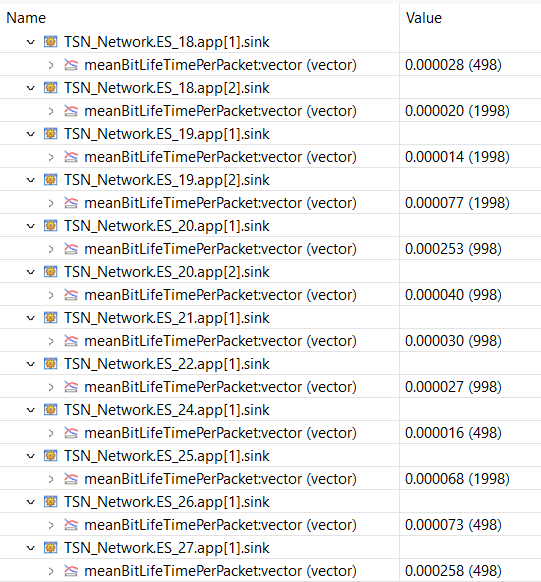 Name Value
TSN_Network.ES_18.app[1].sink
meanBitLifeTimePerPacket:vector (vector) 0.000028 (498)
TSN_Network.ES_18.app[2].sink
meanBitLifeTimePerPacket:vector (vector) 0.000020 (1998)
TSN_Network.ES_19.app[1].sink
meanBitLifeTimePerPacket:vector (vector) 0.000014 (1998)
TSN_Network.ES_19.app[2].sink
meanBitLifeTimePerPacket:vector (vector) 0.000077 (1998)
TSN_Network.ES_20.app[1].sink
meanBitLifeTimePerPacket:vector (vector) 0.000253 (998)
TSN_Network.ES_20.app[2].sink
meanBitLifeTimePerPacket:vector (vector) 0.000040 (998)
TSN_Network.ES_21.app[1].sink
meanBitLifeTimePerPacket:vector (vector) 0.000030 (998)
TSN_Network.ES_22.app[1].sink
meanBitLifeTimePerPacket:vector (vector) 0.000027 (998)
TSN_Network.ES_24.app[1].sink
meanBitLifeTimePerPacket:vector (vector) 0.000016 (498)
TSN_Network.ES_25.app[1].sink
meanBitLifeTimePerPacket:vector (vector) 0.000068 (1998)
TSN_Network.ES_26.app[1].sink
meanBitLifeTimePerPacket:vector (vector) 0.000073 (498)
TSN_Network.ES_27.app[1].sink
meanBitLifeTimePerPacket:vector (vector) 0.000258 (498)